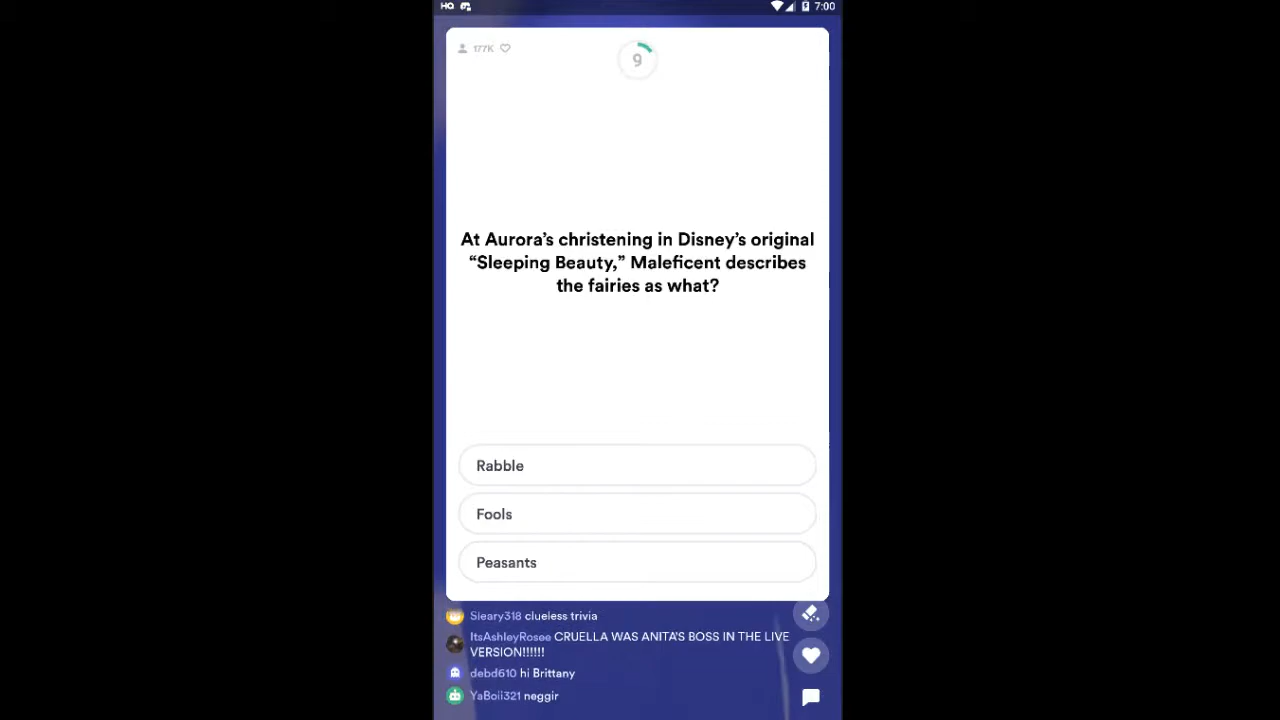 HQ 7:00
177K
9
At Aurora's christening in Disney's original
“Sleeping Beauty,” Maleficent describes
the fairies as what?
Rabble
Fools
Peasants
Sleary318 clueless trivia
ItsAshleyRosee CRUELLA WAS ANITA'S BOSS IN THE LIVE
VERSION!!!!!!
debd610 hi Brittany
YaBoii321 neggir